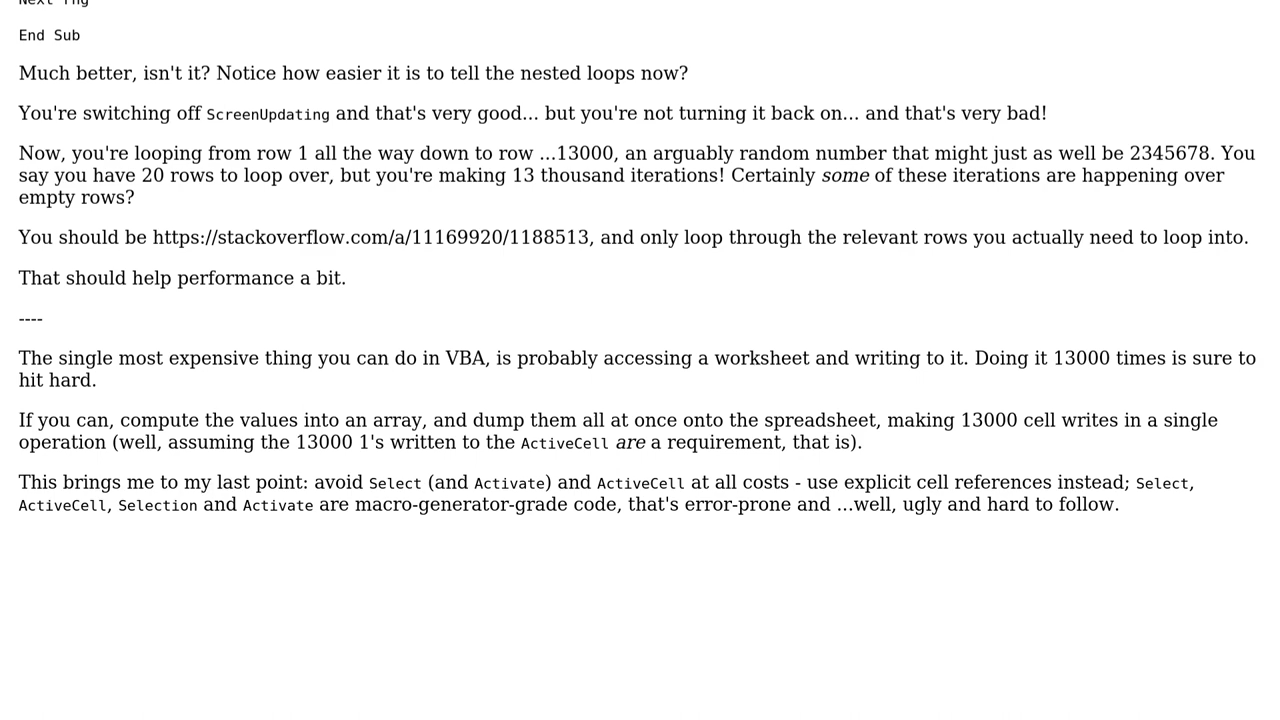 End Sub
Much better, isn't it? Notice how easier it is to tell the nested loops now?
You're switching off ScreenUpdating and that's very good... but you're not turning it back on... and that's very bad!
Now, you're looping from row 1 all the way down to row ...13000, an arguably random number that might just as well be 2345678. You
say you have 20 rows to loop over, but you're making 13 thousand iterations! Certainly some of these iterations are happening over
empty rows?
You should be https://stackoverflow.com/a/11169920/1188513, and only loop through the relevant rows you actually need to loop into.
That should help performance a bit.
----
The single most expensive thing you can do in VBA, is probably accessing a worksheet and writing to it. Doing it 13000 times is sure to
hit hard.
If you can, compute the values into an array, and dump them all at once onto the spreadsheet, making 13000 cell writes in a single
operation (well, assuming the 13000 1's written to the ActiveCell are a requirement, that is).
This brings me to my last point: avoid Select (and Activate) and ActiveCell at all costs - use explicit cell references instead; Select,
ActiveCell, Selection and Activate are macro-generator-grade code, that's error-prone and ...well, ugly and hard to follow.